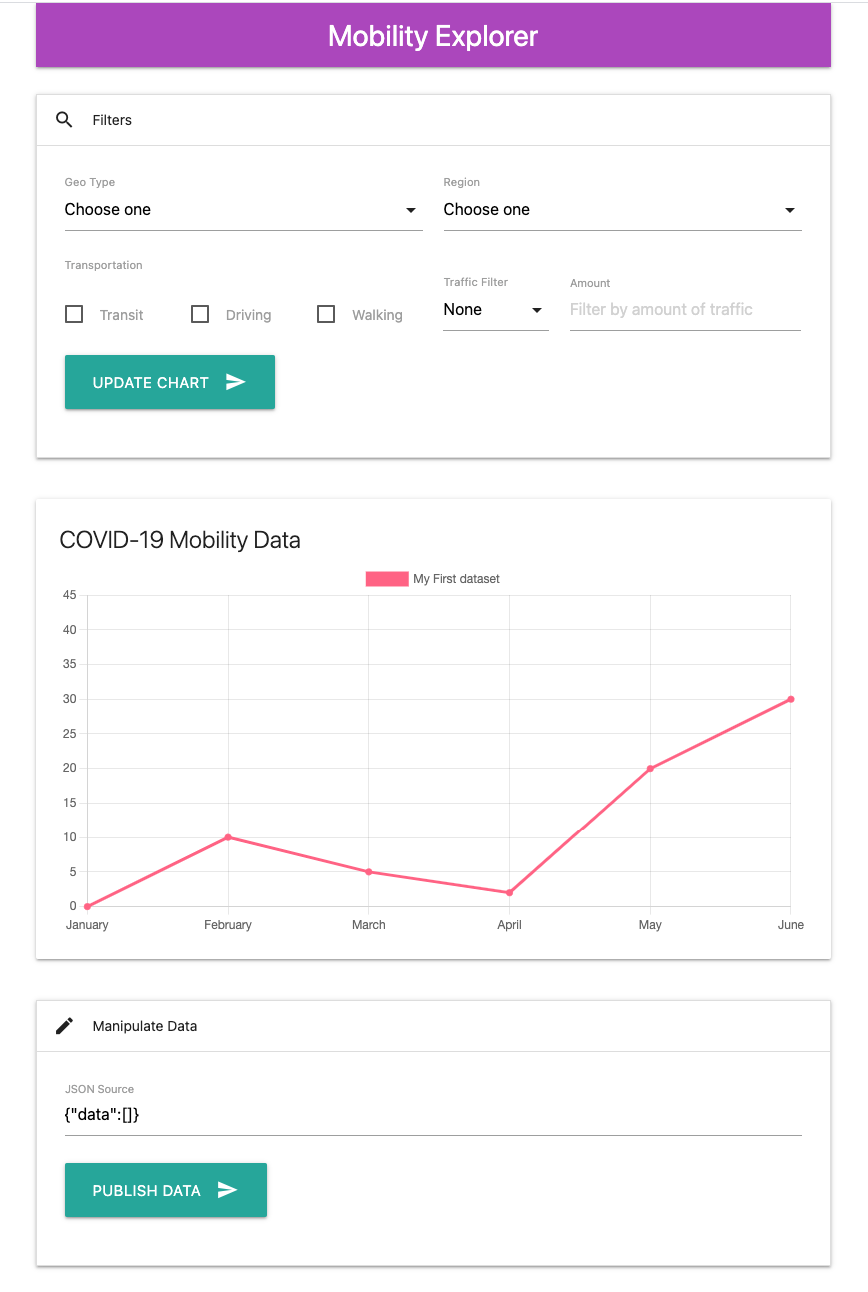 Mobility Explorer
Filters
Geo Type
Region
Choose one
Choose one
Transportation
Traffic Filter
Amount
Transit
Driving
Walking
None
Filter by amount of traffic
UPDATE CHART
COVID-19 Mobility Data
My First dataset
45
40
35
30
25
20
15
10
5
0
January February March April May June
Manipulate Data
JSON Source
{"data":[]}
PUBLISH DATA